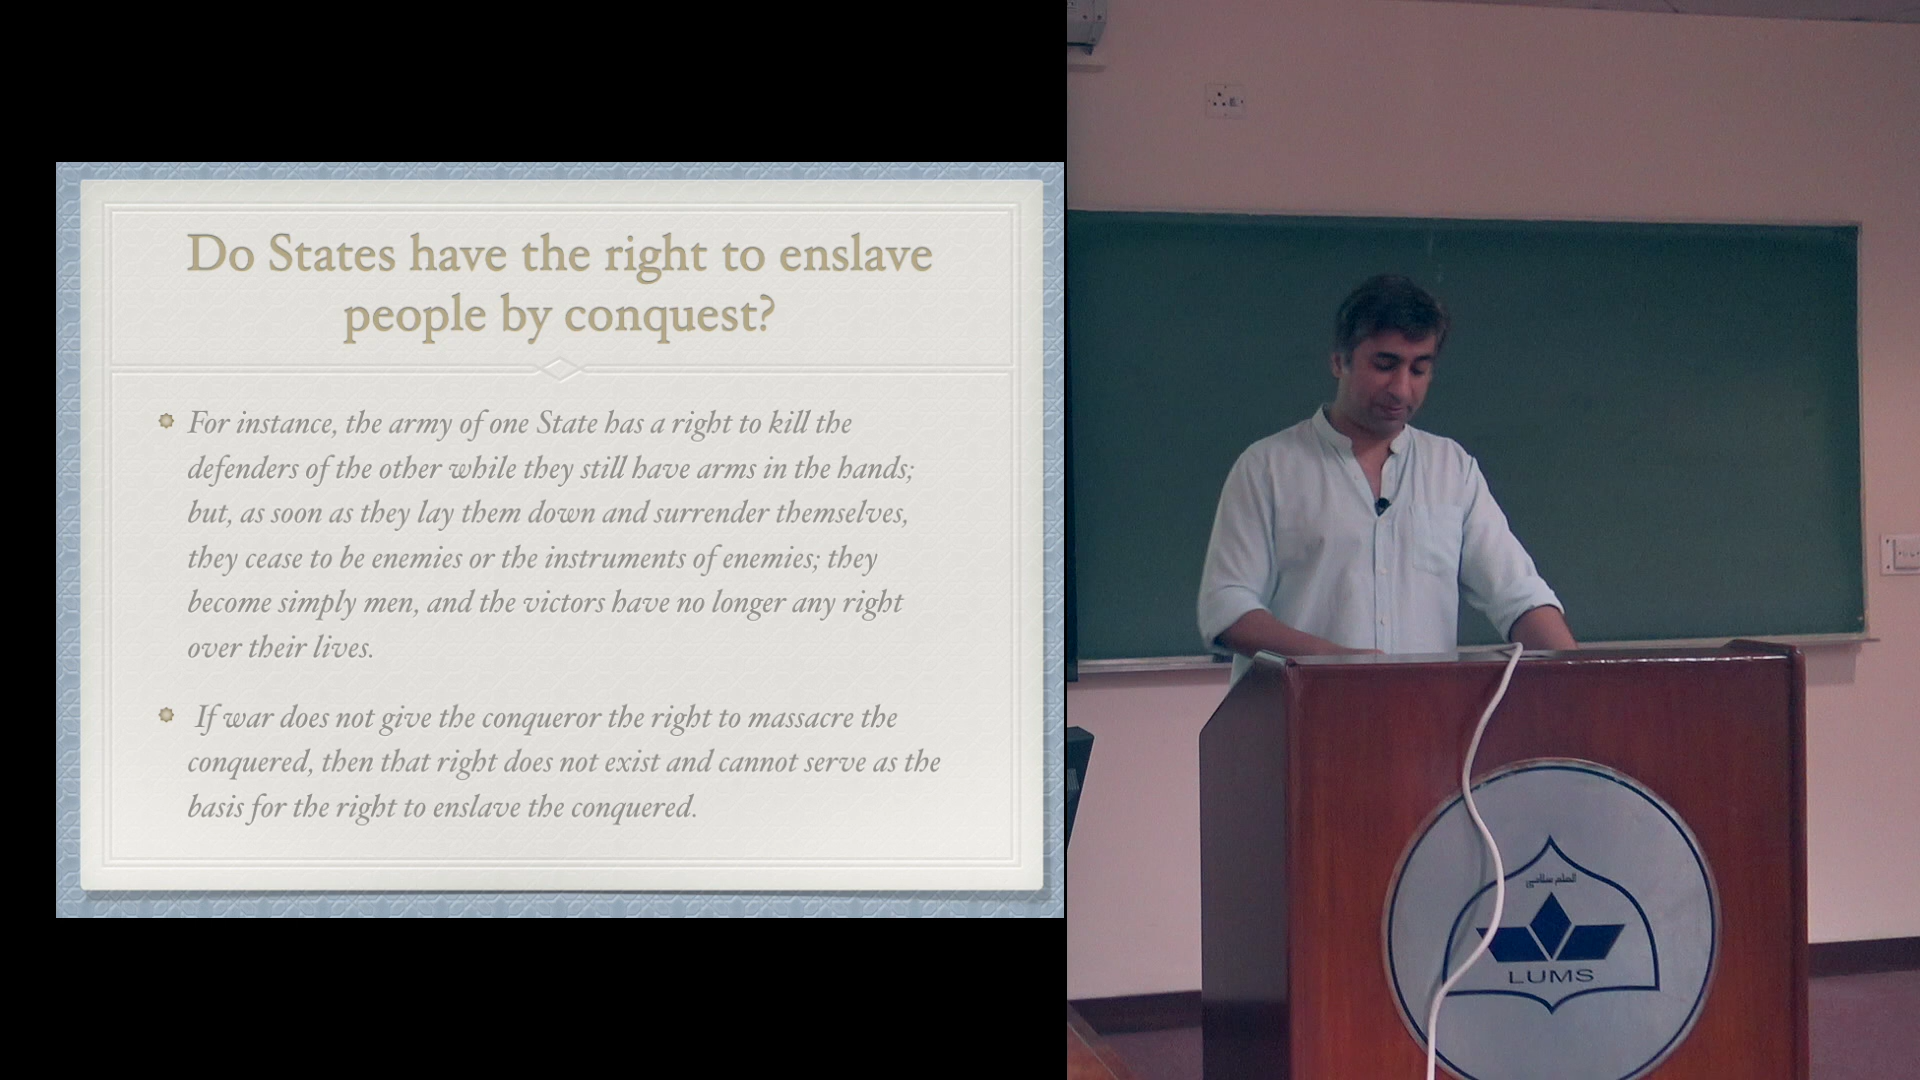 Do States have the right to enslave
people by conquest?
For instance, the army of one State has a right to kill the
defenders of the other while they still have arms in the hands;
but, as soon as they lay them down and surrender themselves,
they cease to be enemies or the instruments of enemies; they
become simply men, and the victors have no longer any right
over their lives.
If war does not give the conqueror the right to massacre the
conquered, then that right does not exist and cannot serve as the
basis for the right to enslave the conquered.
LUMS